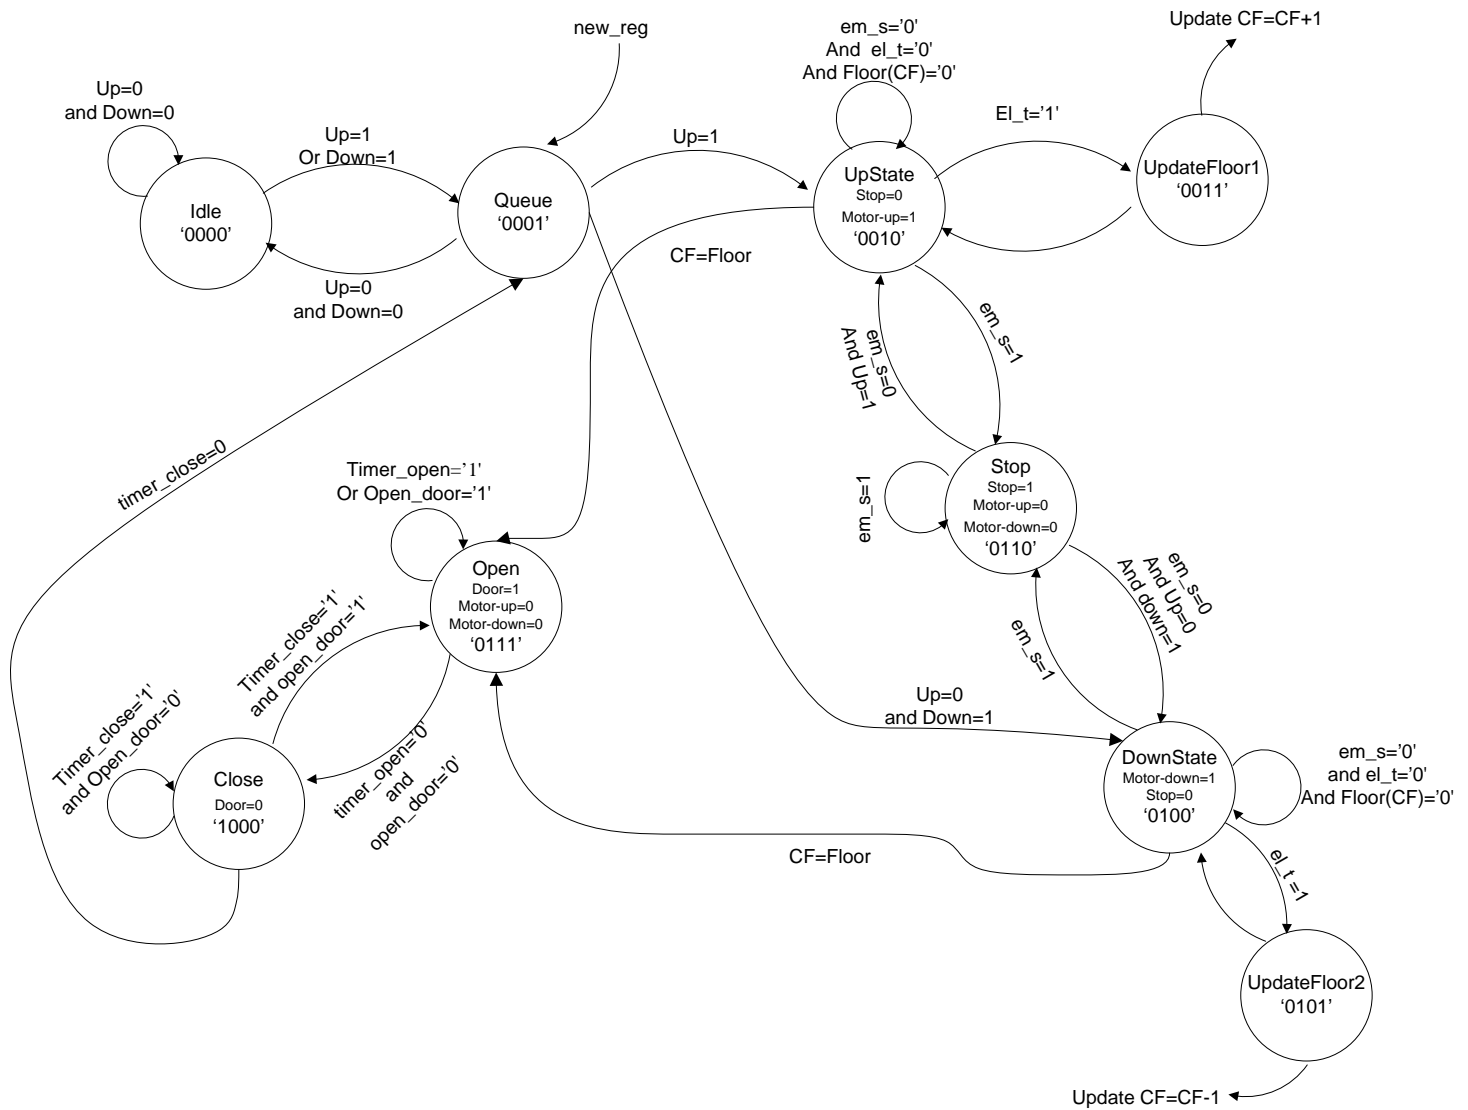 new_reg
em_s='0'
And el_t='0'
And Floor(CF)='0'
Update CF=CF+1
Up=0
and Down=0
Up=1
Or Down=1
Up=1
El_t='1'
Idle
‘0000’
Queue
‘0001’
UpState
Stop=0
Motor-up=1
‘0010’
UpdateFloor1
‘0011’
CF=Floor
Up=0
and Down=0
em_s=0
And Up=1
em_s=1
timer_close=0
Timer_open='1'
Or Open_door='1'
em_s=1
Stop
Stop=1
Motor-up=0
Motor-down=0
‘0110’
Open
Door=1
Motor-up=0
Motor-down=0
‘0111’
em_s=0
And Up=0
And down=1
em_s=1
Timer_close='1'
and open_door='1'
Up=0
and Down=1
Timer_close='1'
and Open_door='0'
timer_open='0'
and
open_door='0'
Close
Door=0
‘1000’
DownState
Motor-down=1
Stop=0
‘0100’
em_s='0'
and el_t='0'
And Floor(CF)='0'
CF=Floor
el_t =1
UpdateFloor2
‘0101’
Update CF=CF-1